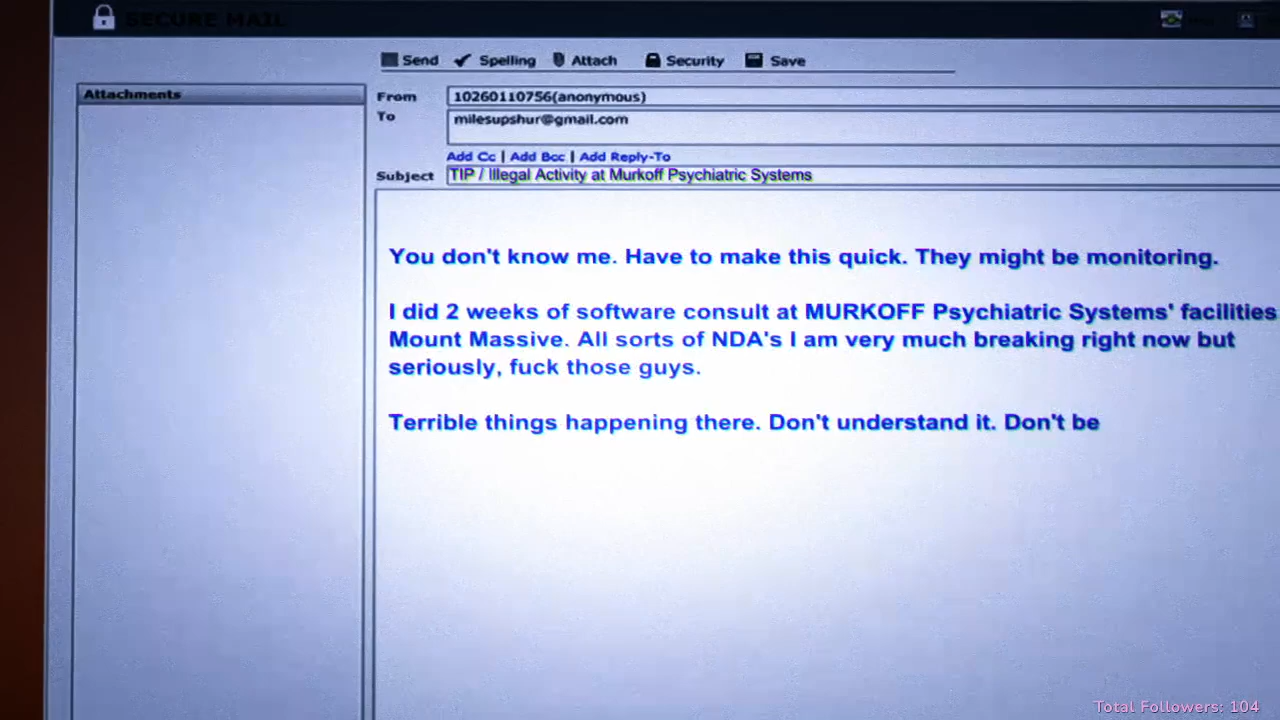 SECURE MAIL
Send Spelling Attach Security Save
Attachments
From 10260110756(anonymous)
To milesupshur@gmail.com
Add Cc | Add Bcc | Add Reply-To
Subject TIP / Illegal Activity at Murkoff Psychiatric Systems
You don't know me. Have to make this quick. They might be monitoring.
I did 2 weeks of software consult at MURKOFF Psychiatric Systems' facilities
Mount Massive. All sorts of NDA's I am very much breaking right now but
seriously, fuck those guys.
Terrible things happening there. Don't understand it. Don't be
Total Followers: 104